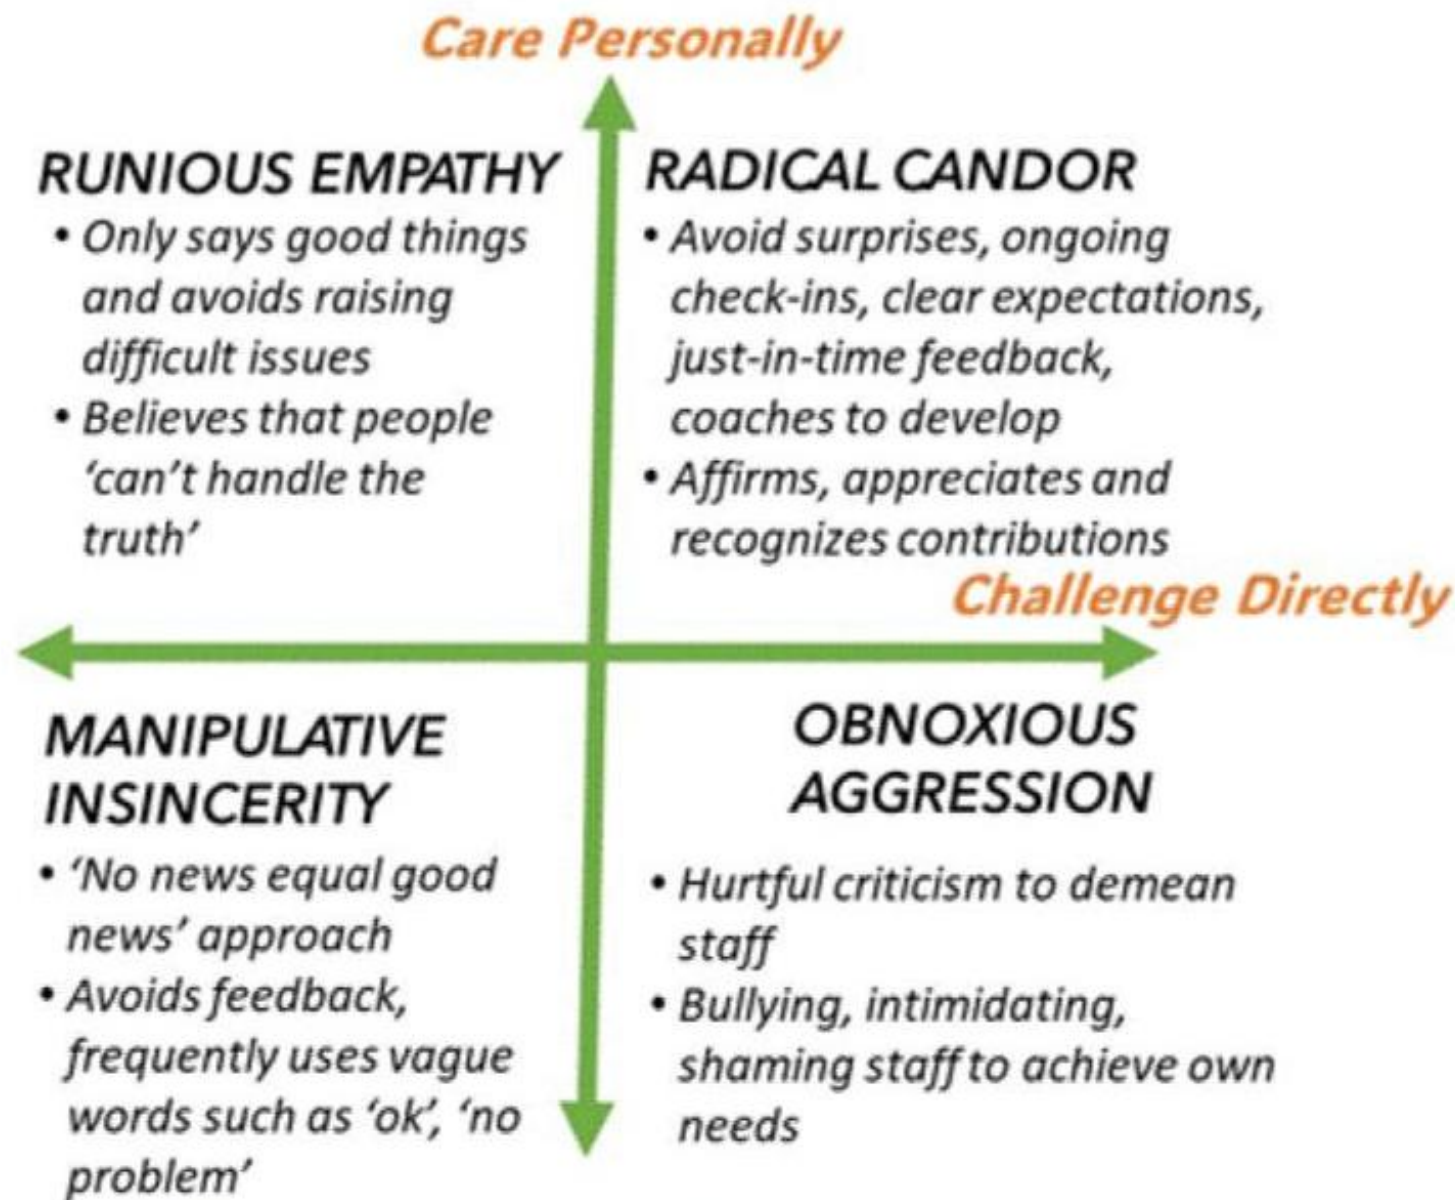 Care Personally
RUNIOUS EMPATHY
• Only says good things
and avoids raising
difficult issues
• Believes that people
‘can’t handle the
truth’
RADICAL CANDOR
• Avoid surprises, ongoing
check-ins, clear expectations,
just-in-time feedback,
coaches to develop
• Affirms, appreciates and
recognizes contributions
Challenge Directly
MANIPULATIVE
INSINCERITY
• ‘No news equal good
news’ approach
• Avoids feedback,
frequently uses vague
words such as ‘ok’, ‘no
problem’
OBNOXIOUS
AGGRESSION
• Hurtful criticism to demean
staff
• Bullying, intimidating,
shaming staff to achieve own
needs